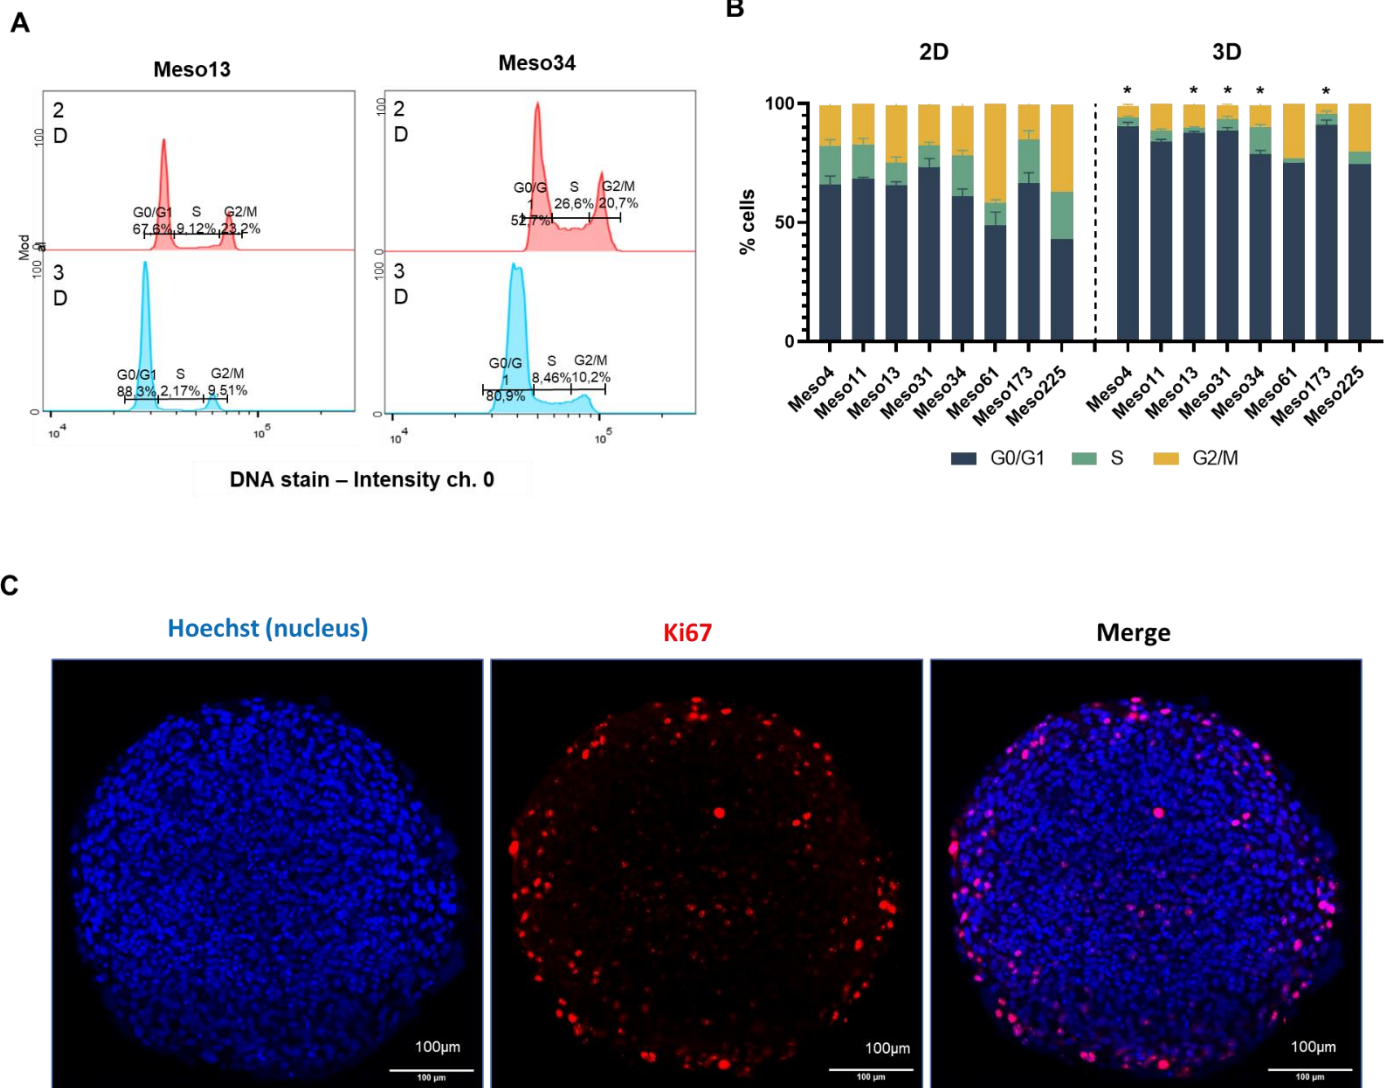 A
B
Meso13
Meso34
2D
3D
2
D
100
0
G0/G1
S
G2/M
67,6%
9,12%
23,2%
Mod
al
3
D
100
0
G0/G1
S
G2/M
88,3%
2,17%
9,51%
10^4
10^5
2
D
100
0
G0/G
1
S
G2/M
52,7%
26,6%
20,7%
3
D
100
0
G0/G
1
S
G2/M
80,9%
8,46%
10,2%
10^4
10^5
DNA stain – Intensity ch. 0
% cells
100
50
0
* * * * *
Meso4 Meso11 Meso13 Meso31 Meso34 Meso61 Meso173 Meso225
Meso4 Meso11 Meso13 Meso31 Meso34 Meso61 Meso173 Meso225
G0/G1 S G2/M
C
Hoechst (nucleus)
Ki67
Merge
100µm
100 µm
100µm
100 µm
100µm
100 µm